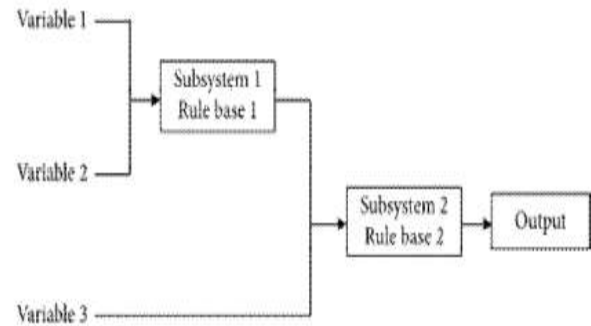 Variable 1
Subsystem 1
Rule base 1
Variable 2
Subsystem 2
Rule base 2
Output
Variable 3